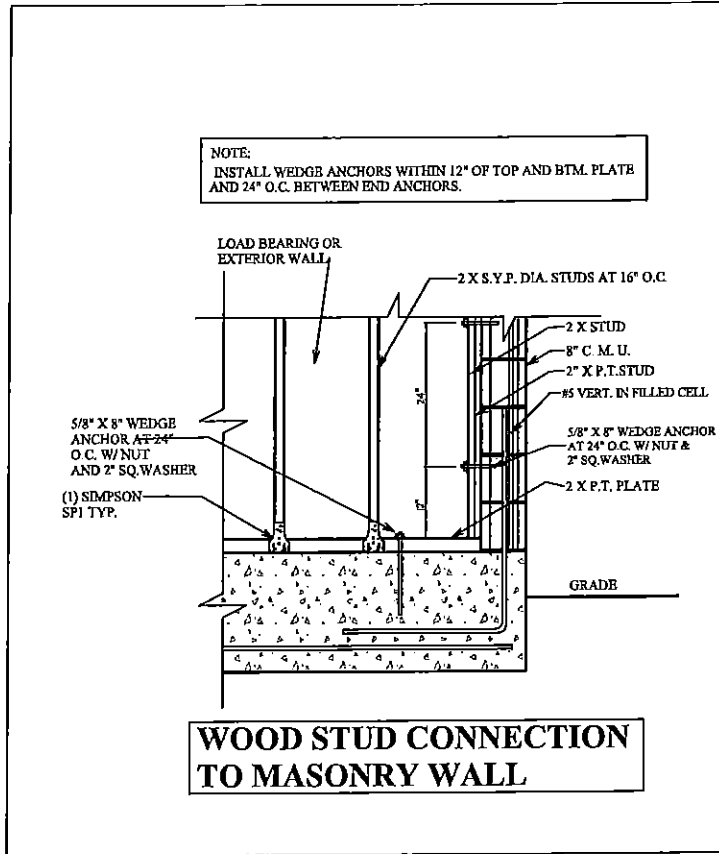 NOTE:
INSTALL WEDGE ANCHORS WITHIN 12" OF TOP AND BTM. PLATE
AND 24" O.C. BETWEEN END ANCHORS.
LOAD BEARING OR
EXTERIOR WALL
2 X S.Y.P. DIA. STUDS AT 16" O.C.
2 X STUD
8" C. M. U.
2" X P.T.STUD
#5 VERT. IN FILLED CELL
24"
5/8" X 8" WEDGE
ANCHOR AT 24"
O.C. W/ NUT
AND 2" SQ.WASHER
5/8" X 8" WEDGE ANCHOR
AT 24" O.C. W/ NUT &
2" SQ.WASHER
(1) SIMPSON
SP1 TYP.
12"
2 X P.T. PLATE
GRADE
WOOD STUD CONNECTION
TO MASONRY WALL